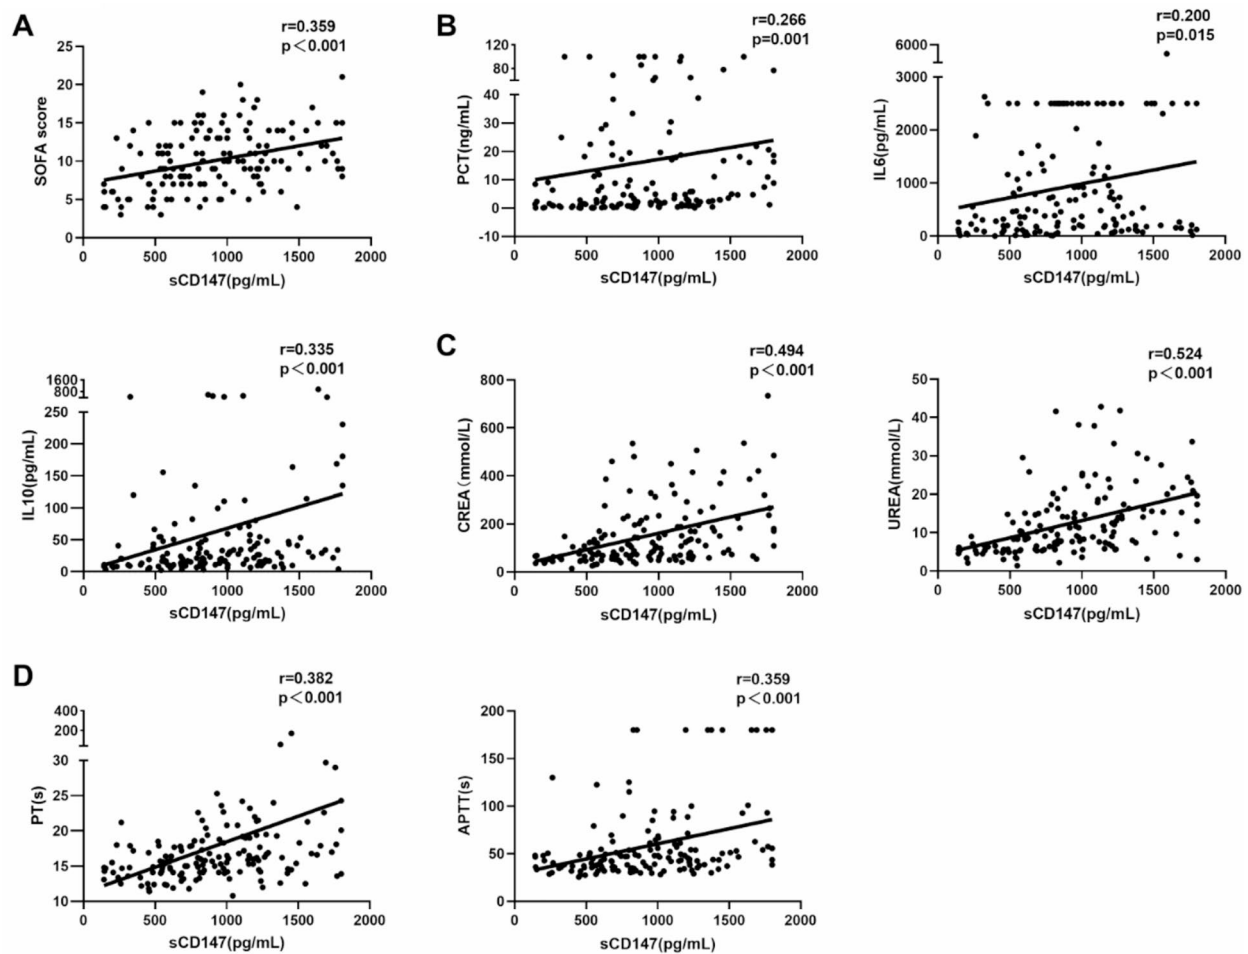 A
r=0.359
p<0.001
SOFA score
25
20
15
10
5
0
0 500 1000 1500 2000
sCD147(pg/mL)
B
r=0.266
p=0.001
PCT(ng/mL)
120
80
40
30
20
10
0
-10
0 500 1000 1500 2000
sCD147(pg/mL)
r=0.200
p=0.015
IL6(pg/mL)
6000
3000
2000
1000
0
0 500 1000 1500 2000
sCD147(pg/mL)
r=0.335
p<0.001
IL10(pg/mL)
1600
800
250
200
150
100
50
0
0 500 1000 1500 2000
sCD147(pg/mL)
C
r=0.494
p<0.001
CREA(mmol/L)
800
600
400
200
0
0 500 1000 1500 2000
sCD147(pg/mL)
r=0.524
p<0.001
UREA(mmol/L)
50
40
30
20
10
0
0 500 1000 1500 2000
sCD147(pg/mL)
D
r=0.382
p<0.001
PT(s)
400
200
30
25
20
15
10
0 500 1000 1500 2000
sCD147(pg/mL)
r=0.359
p<0.001
APTT(s)
200
150
100
50
0
0 500 1000 1500 2000
sCD147(pg/mL)